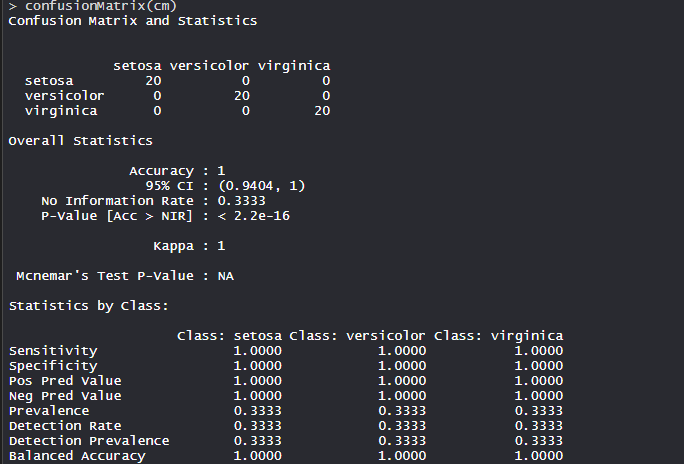 > confusionMatrix(cm)
Confusion Matrix and Statistics
setosa versicolor virginica
setosa 20 0 0
versicolor 0 20 0
virginica 0 0 20
Overall Statistics
Accuracy : 1
95% CI : (0.9404, 1)
No Information Rate : 0.3333
P-Value [Acc > NIR] : < 2.2e-16
Kappa : 1
Mcnemar's Test P-Value : NA
Statistics by Class:
Class: setosa Class: versicolor Class: virginica
Sensitivity 1.0000 1.0000 1.0000
Specificity 1.0000 1.0000 1.0000
Pos Pred Value 1.0000 1.0000 1.0000
Neg Pred Value 1.0000 1.0000 1.0000
Prevalence 0.3333 0.3333 0.3333
Detection Rate 0.3333 0.3333 0.3333
Detection Prevalence 0.3333 0.3333 0.3333
Balanced Accuracy 1.0000 1.0000 1.0000